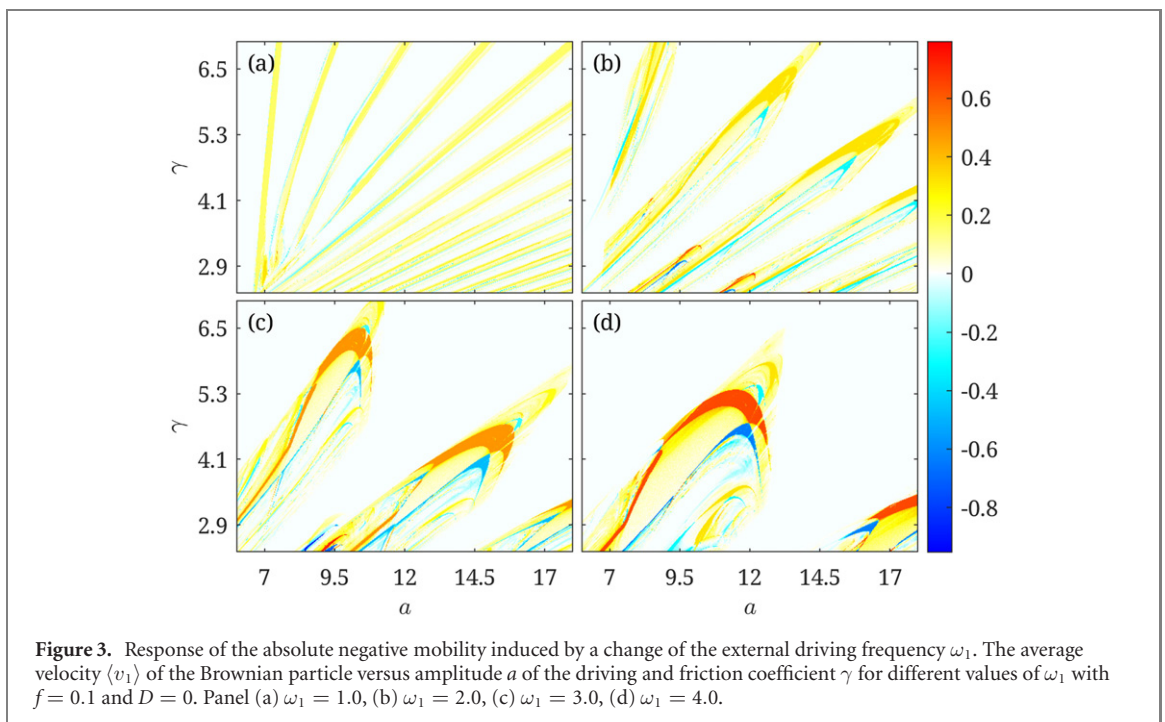 (a)
(b)
6.5
5.3
4.1
2.9
γ
(c)
(d)
6.5
5.3
4.1
2.9
γ
7 9.5 12 14.5 17
7 9.5 12 14.5 17
a
a
0.6
0.4
0.2
0
-0.2
-0.4
-0.6
-0.8
Figure 3. Response of the absolute negative mobility induced by a change of the external driving frequency ω₁. The average
velocity ⟨v₁⟩ of the Brownian particle versus amplitude a of the driving and friction coefficient γ for different values of ω₁ with
f = 0.1 and D = 0. Panel (a) ω₁ = 1.0, (b) ω₁ = 2.0, (c) ω₁ = 3.0, (d) ω₁ = 4.0.